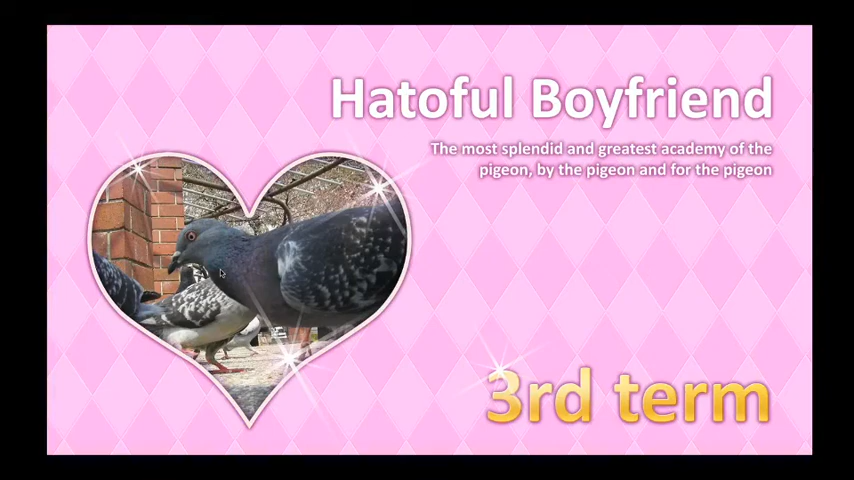 Hatoful Boyfriend
The most splendid and greatest academy of the
pigeon, by the pigeon and for the pigeon
3rd term